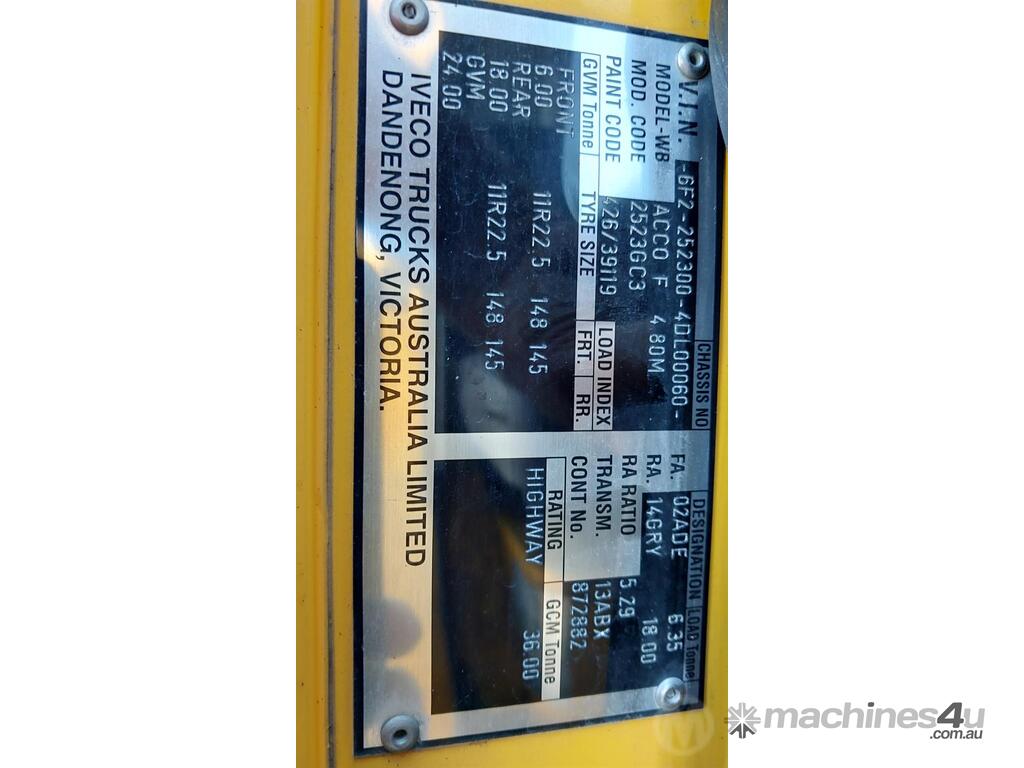 CHASSIS NO
V.I.N. -6F2-252300-4DL00060-
MODEL-WB ACCO F 4 80M
MOD. CODE 2523GC3
PAINT CODE 426/39119
GVM Tonne TYRE SIZE LOAD INDEX
FRT. RR.
FRONT
6.00 11R22.5 148 145
REAR
18.00 11R22.5 148 145
GVM
24.00
DESIGNATION LOAD Tonne
FA. 02ADE 6.35
RA. 14GRY 18.00
RA RATIO 5.29
TRANSM. 13ABX
CONT No. 872882
RATING GCM Tonne
HIGHWAY 36.00
IVECO TRUCKS AUSTRALIA LIMITED
DANDENONG, VICTORIA.
machines4u
.com.au